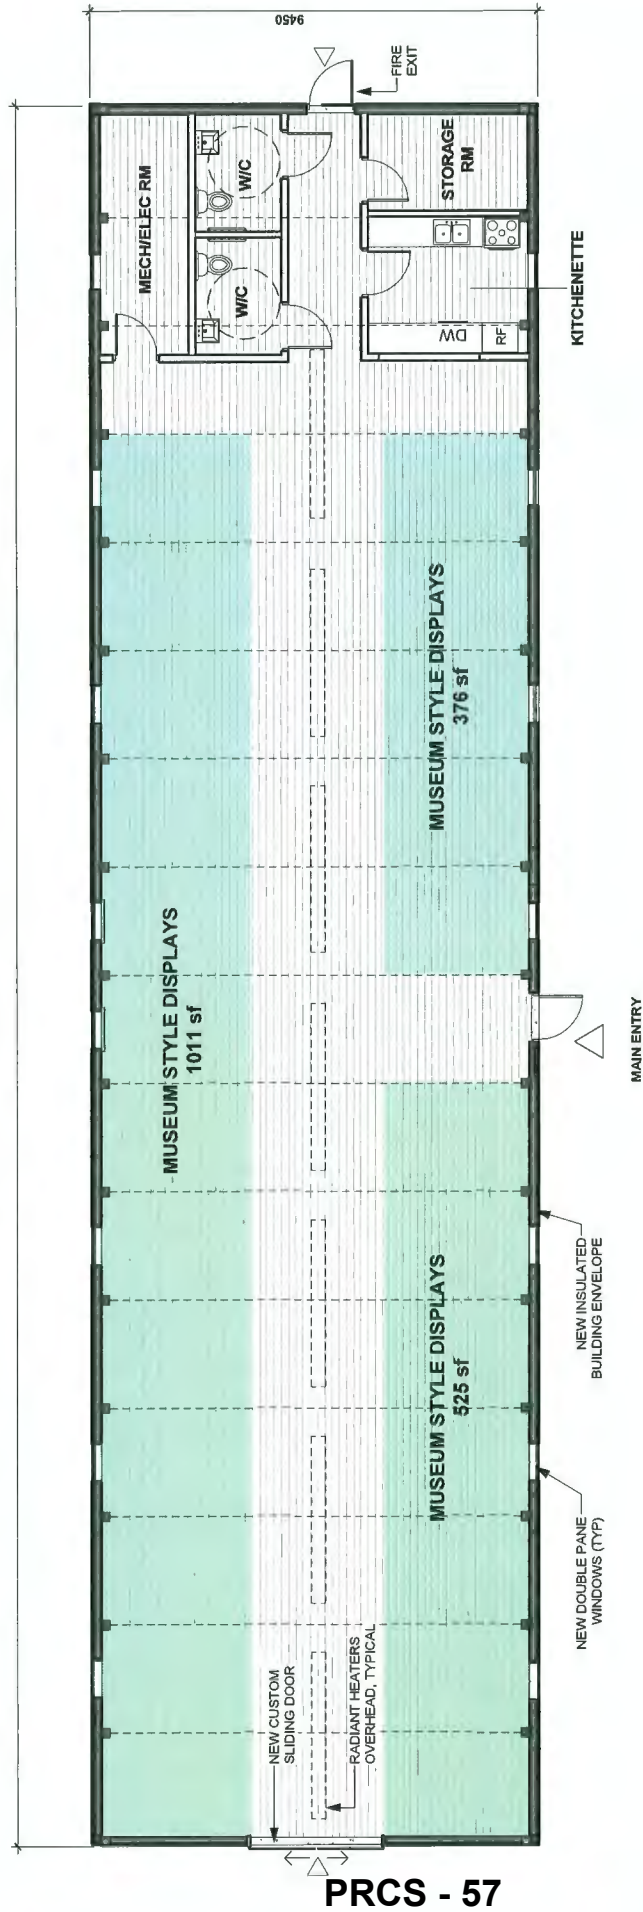 9450
FIRE
EXIT
MECH/ELEC RM
W/C
W/C
STORAGE
RM
DW
RF
KITCHENETTE
MUSEUM STYLE DISPLAYS
376 sf
MUSEUM STYLE DISPLAYS
1011 sf
MAIN ENTRY
NEW INSULATED
BUILDING ENVELOPE
MUSEUM STYLE DISPLAYS
525 sf
NEW DOUBLE PANE
WINDOWS (TYP)
NEW CUSTOM
SLIDING DOOR
RADIANT HEATERS
OVERHEAD, TYPICAL
PRCS - 57